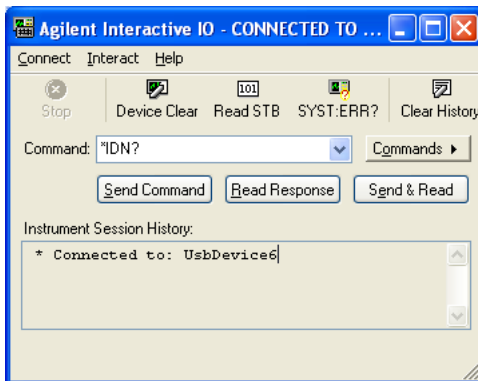 Agilent Interactive IO - CONNECTED TO ...
Connect Interact Help
101
Stop Device Clear Read STB SYST:ERR? Clear History
Command: *IDN? Commands
Send Command Read Response Send & Read
Instrument Session History:
* Connected to: UsbDevice6